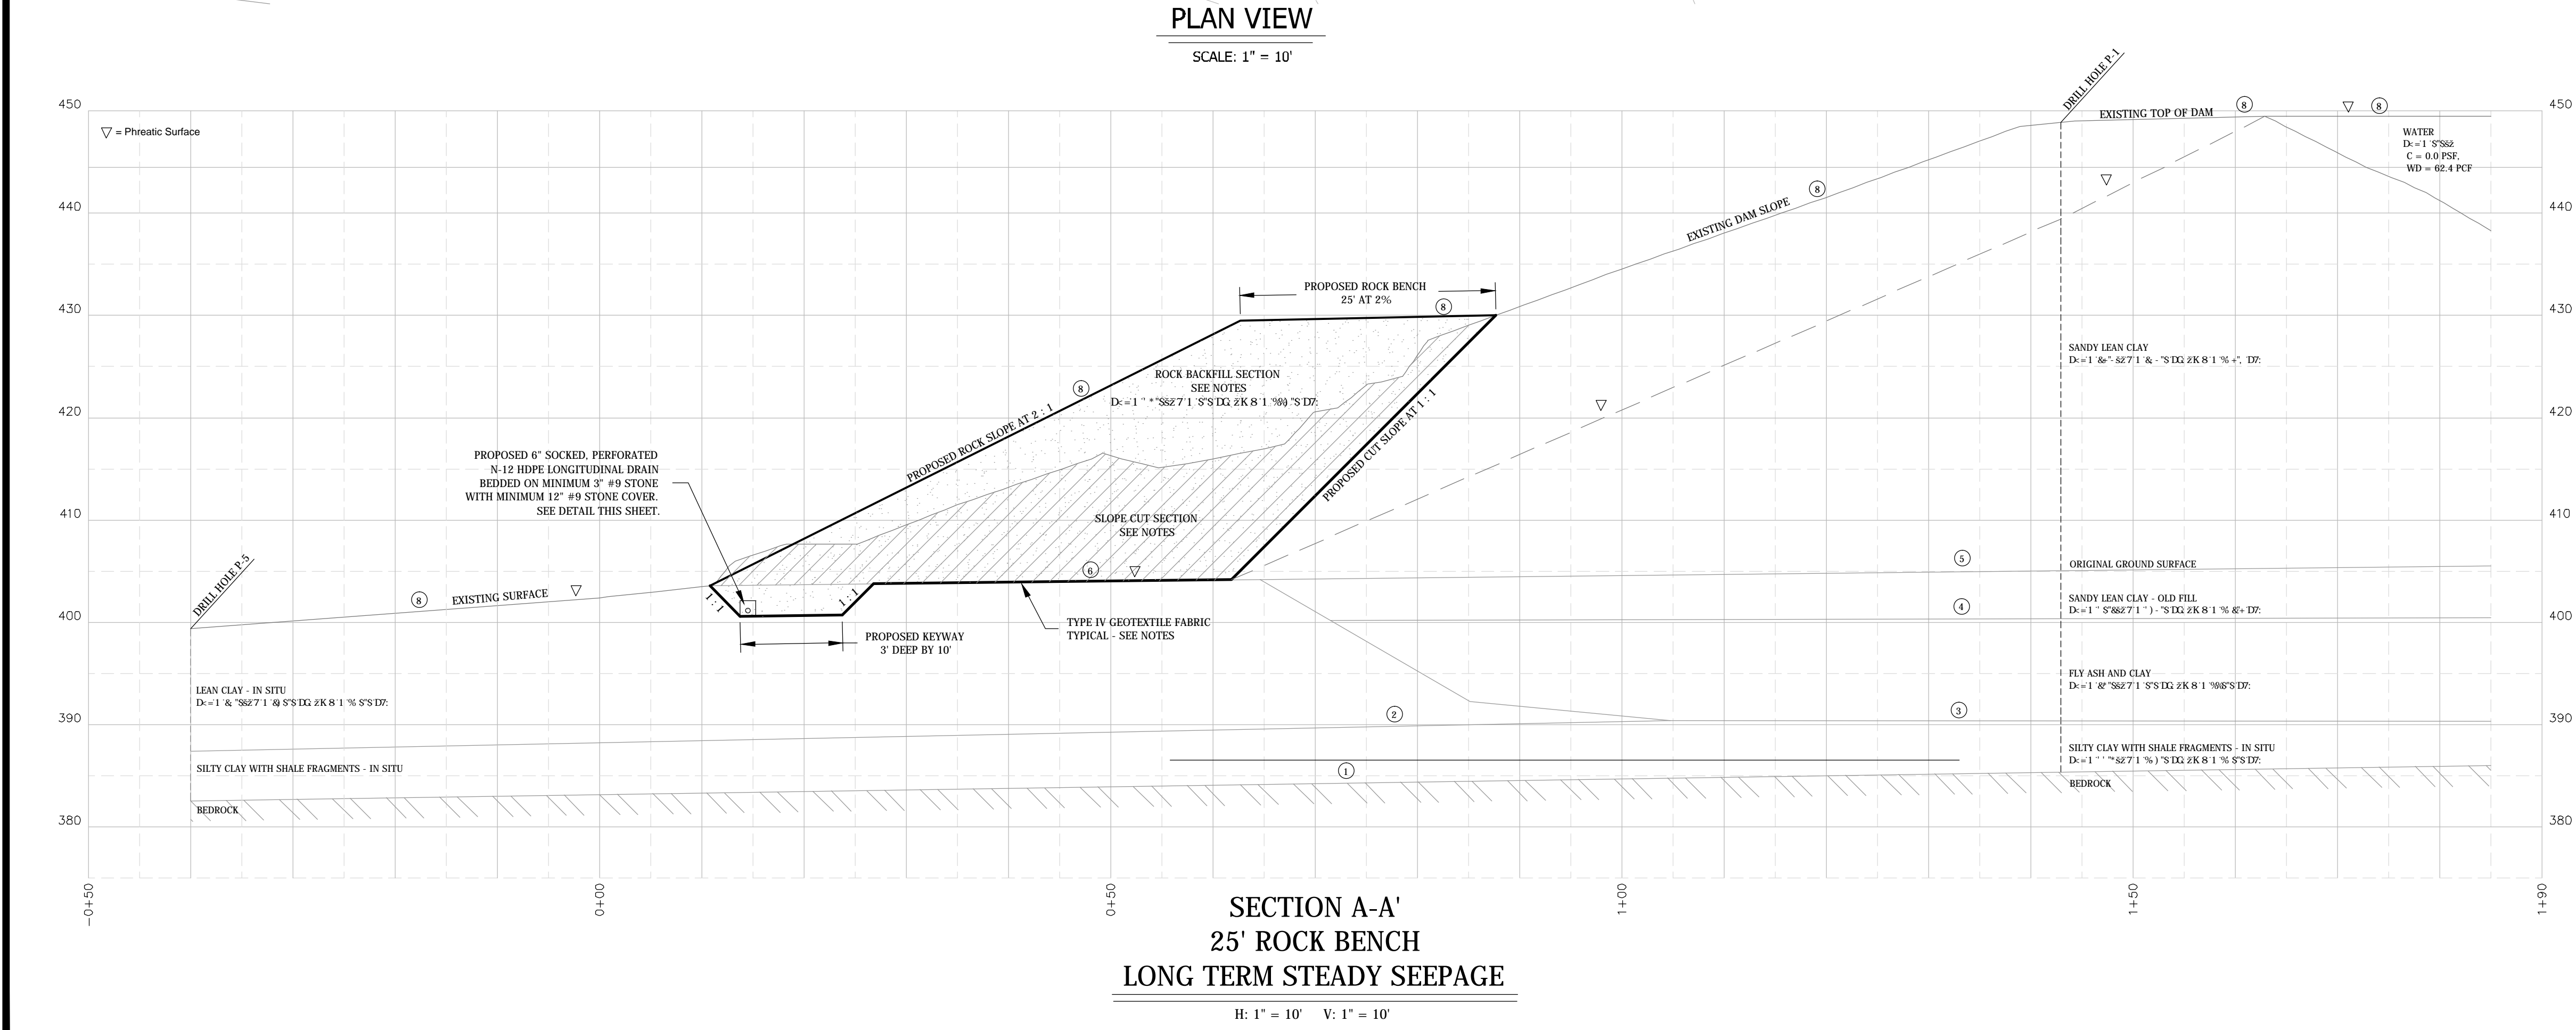 PLAN VIEW
SCALE: 1" = 10'
▽ = Phreatic Surface
450
440
430
420
410
400
390
380
450
440
430
420
410
400
390
380
DRILL HOLE P-1
EXISTING TOP OF DAM
8
8
WATER
C = 0.0 PSF,
WD = 62.4 PCF
8
EXISTING DAM SLOPE
PROPOSED ROCK BENCH
25' AT 2%
8
ROCK BACKFILL SECTION
SEE NOTES
8
PROPOSED ROCK SLOPE AT 2 : 1
PROPOSED CUT SLOPE AT 1 : 1
SANDY LEAN CLAY
PROPOSED 6" SOCKED, PERFORATED
N-12 HDPE LONGITUDINAL DRAIN
BEDDED ON MINIMUM 3" #9 STONE
WITH MINIMUM 12" #9 STONE COVER.
SEE DETAIL THIS SHEET.
SLOPE CUT SECTION
SEE NOTES
6
5
ORIGINAL GROUND SURFACE
DRILL HOLE P-5
8
EXISTING SURFACE
1 : 1
1 : 1
SANDY LEAN CLAY - OLD FILL
4
TYPE IV GEOTEXTILE FABRIC
TYPICAL - SEE NOTES
PROPOSED KEYWAY
3' DEEP BY 10'
LEAN CLAY - IN SITU
FLY ASH AND CLAY
2
3
SILTY CLAY WITH SHALE FRAGMENTS - IN SITU
SILTY CLAY WITH SHALE FRAGMENTS - IN SITU
1
BEDROCK
BEDROCK
-0+50
0+00
0+50
1+00
1+50
1+90
SECTION A-A'
25' ROCK BENCH
LONG TERM STEADY SEEPAGE
H: 1" = 10' V: 1" = 10'